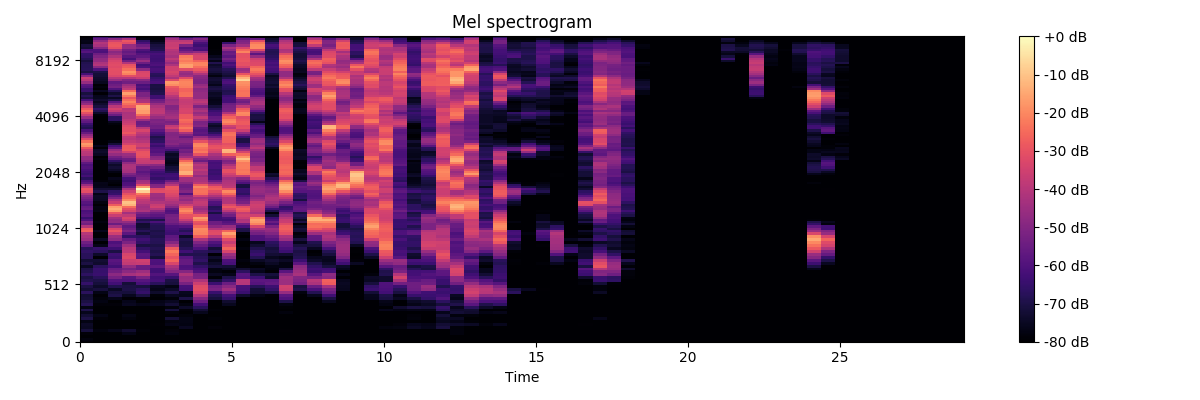 Mel spectrogram
Hz
8192
4096
2048
1024
512
0
0 5 10 15 20 25
Time
+0 dB
-10 dB
-20 dB
-30 dB
-40 dB
-50 dB
-60 dB
-70 dB
-80 dB